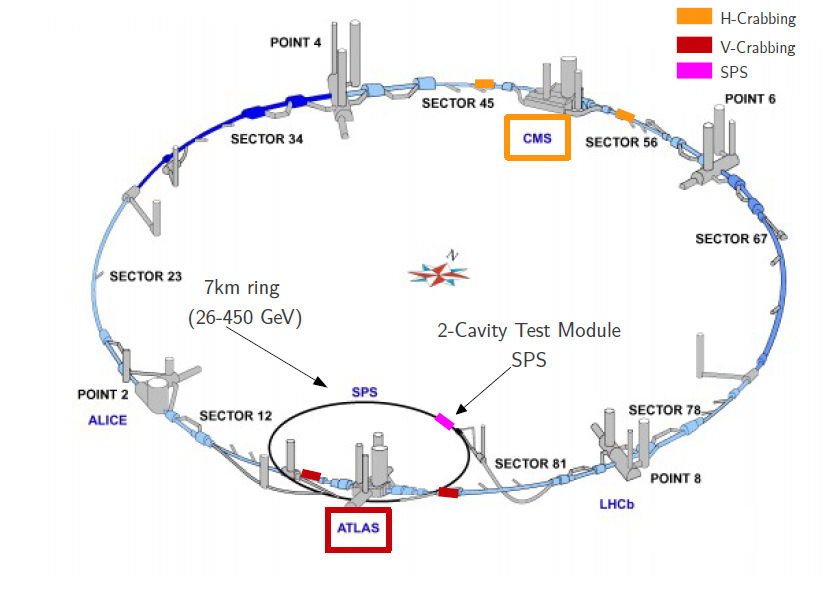 H-Crabbing
V-Crabbing
SPS
POINT 4
POINT 6
SECTOR 45
SECTOR 34
CMS
SECTOR 56
SECTOR 67
N
SECTOR 23
7km ring
(26-450 GeV)
2-Cavity Test Module
SPS
SPS
POINT 2
ALICE
SECTOR 12
SECTOR 78
SECTOR 81
POINT 8
LHCb
ATLAS